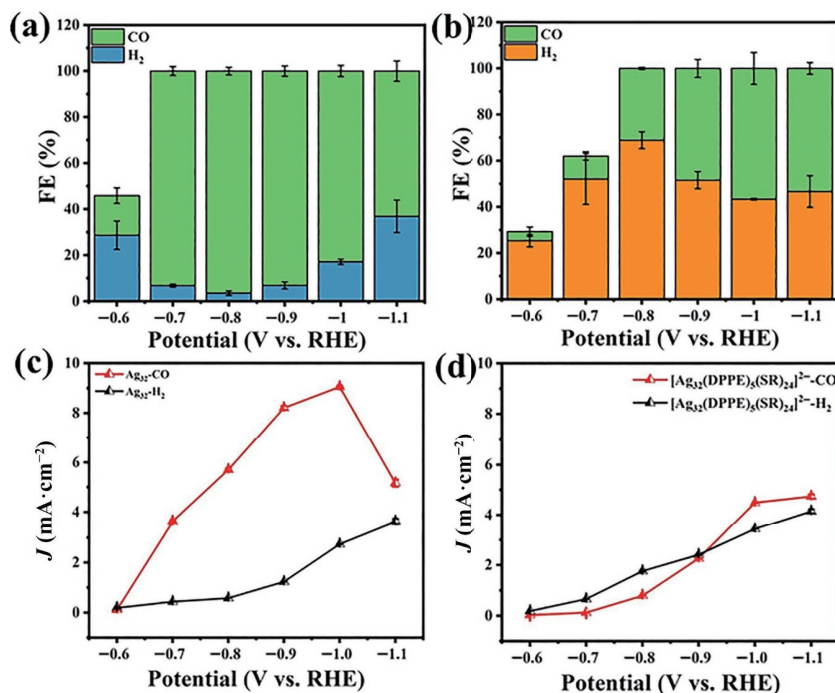 (a)
CO
H₂
120
100
80
60
40
20
0
FE (%)
−0.6 −0.7 −0.8 −0.9 −1 −1.1
Potential (V vs. RHE)
(b)
CO
H₂
120
100
80
60
40
20
0
FE (%)
−0.6 −0.7 −0.8 −0.9 −1 −1.1
Potential (V vs. RHE)
(c)
Ag₃₂-CO
Ag₃₂-H₂
10
8
6
4
2
0
J (mA·cm⁻²)
−0.6 −0.7 −0.8 −0.9 −1.0 −1.1
Potential (V vs. RHE)
(d)
[Ag₃₂(DPPE)₅(SR)₂₄]²⁻-CO
[Ag₃₂(DPPE)₅(SR)₂₄]²⁻-H₂
10
8
6
4
2
0
J (mA·cm⁻²)
−0.6 −0.7 −0.8 −0.9 −1.0 −1.1
Potential (V vs. RHE)